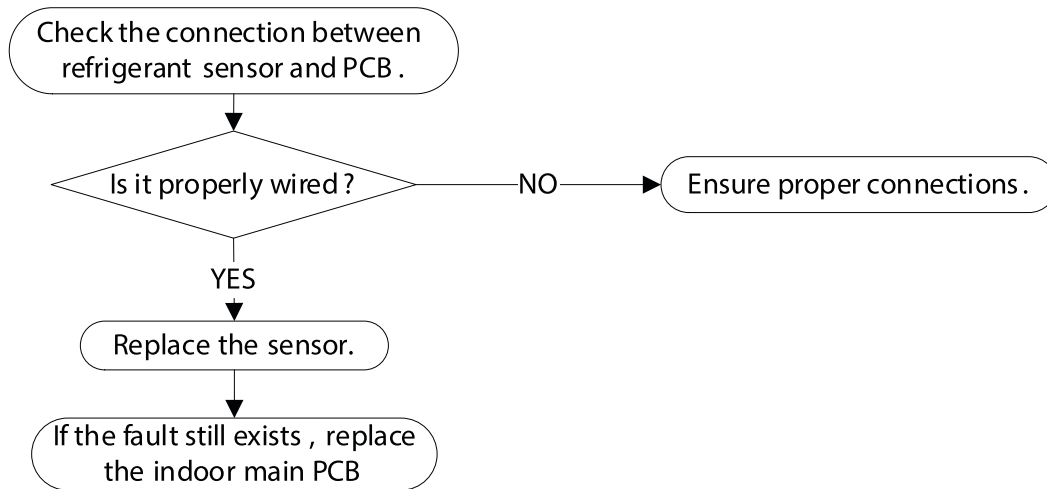 Check the connection between
refrigerant sensor and PCB.
Is it properly wired?
NO
Ensure proper connections.
YES
Replace the sensor.
If the fault still exists, replace
the indoor main PCB